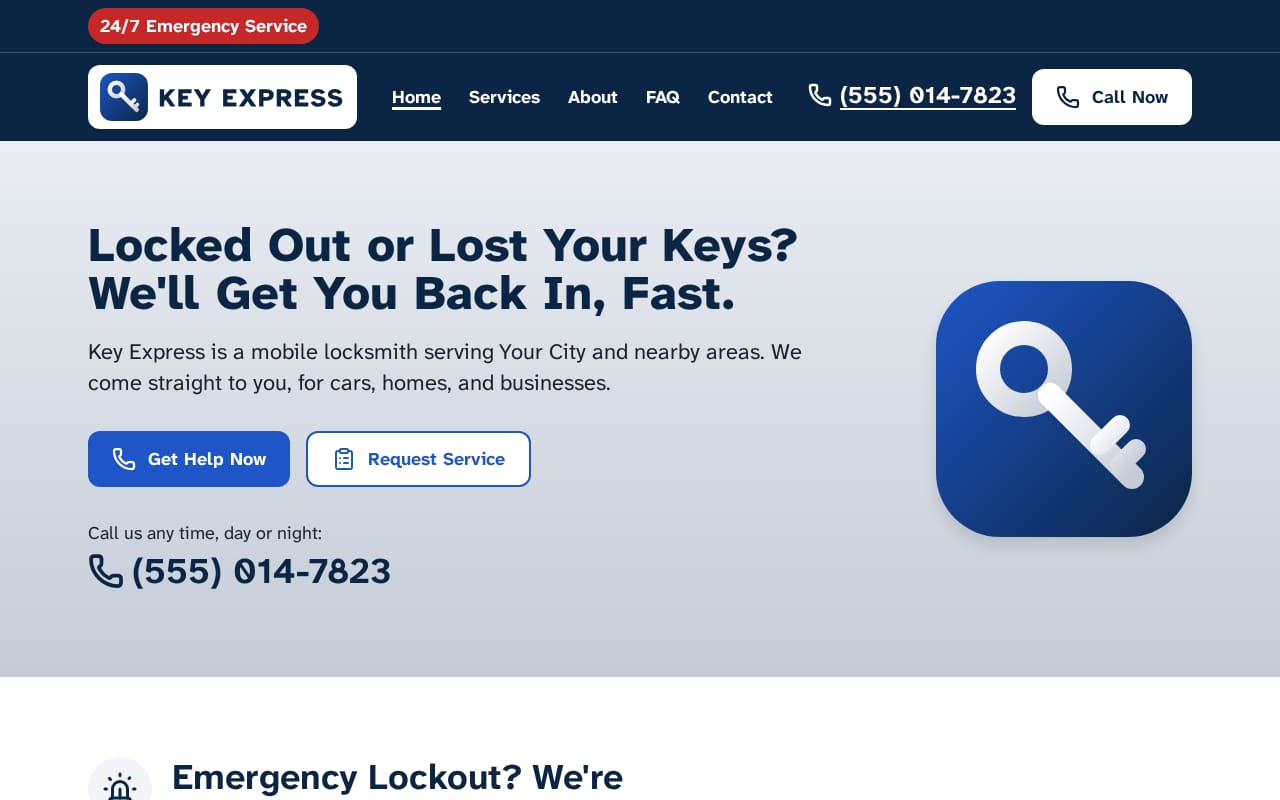 24/7 Emergency Service
KEY EXPRESS
Home Services About FAQ Contact (555) 014-7823 Call Now
Locked Out or Lost Your Keys?
We'll Get You Back In, Fast.
Key Express is a mobile locksmith serving Your City and nearby areas. We
come straight to you, for cars, homes, and businesses.
Get Help Now Request Service
Call us any time, day or night:
(555) 014-7823
Emergency Lockout? We're